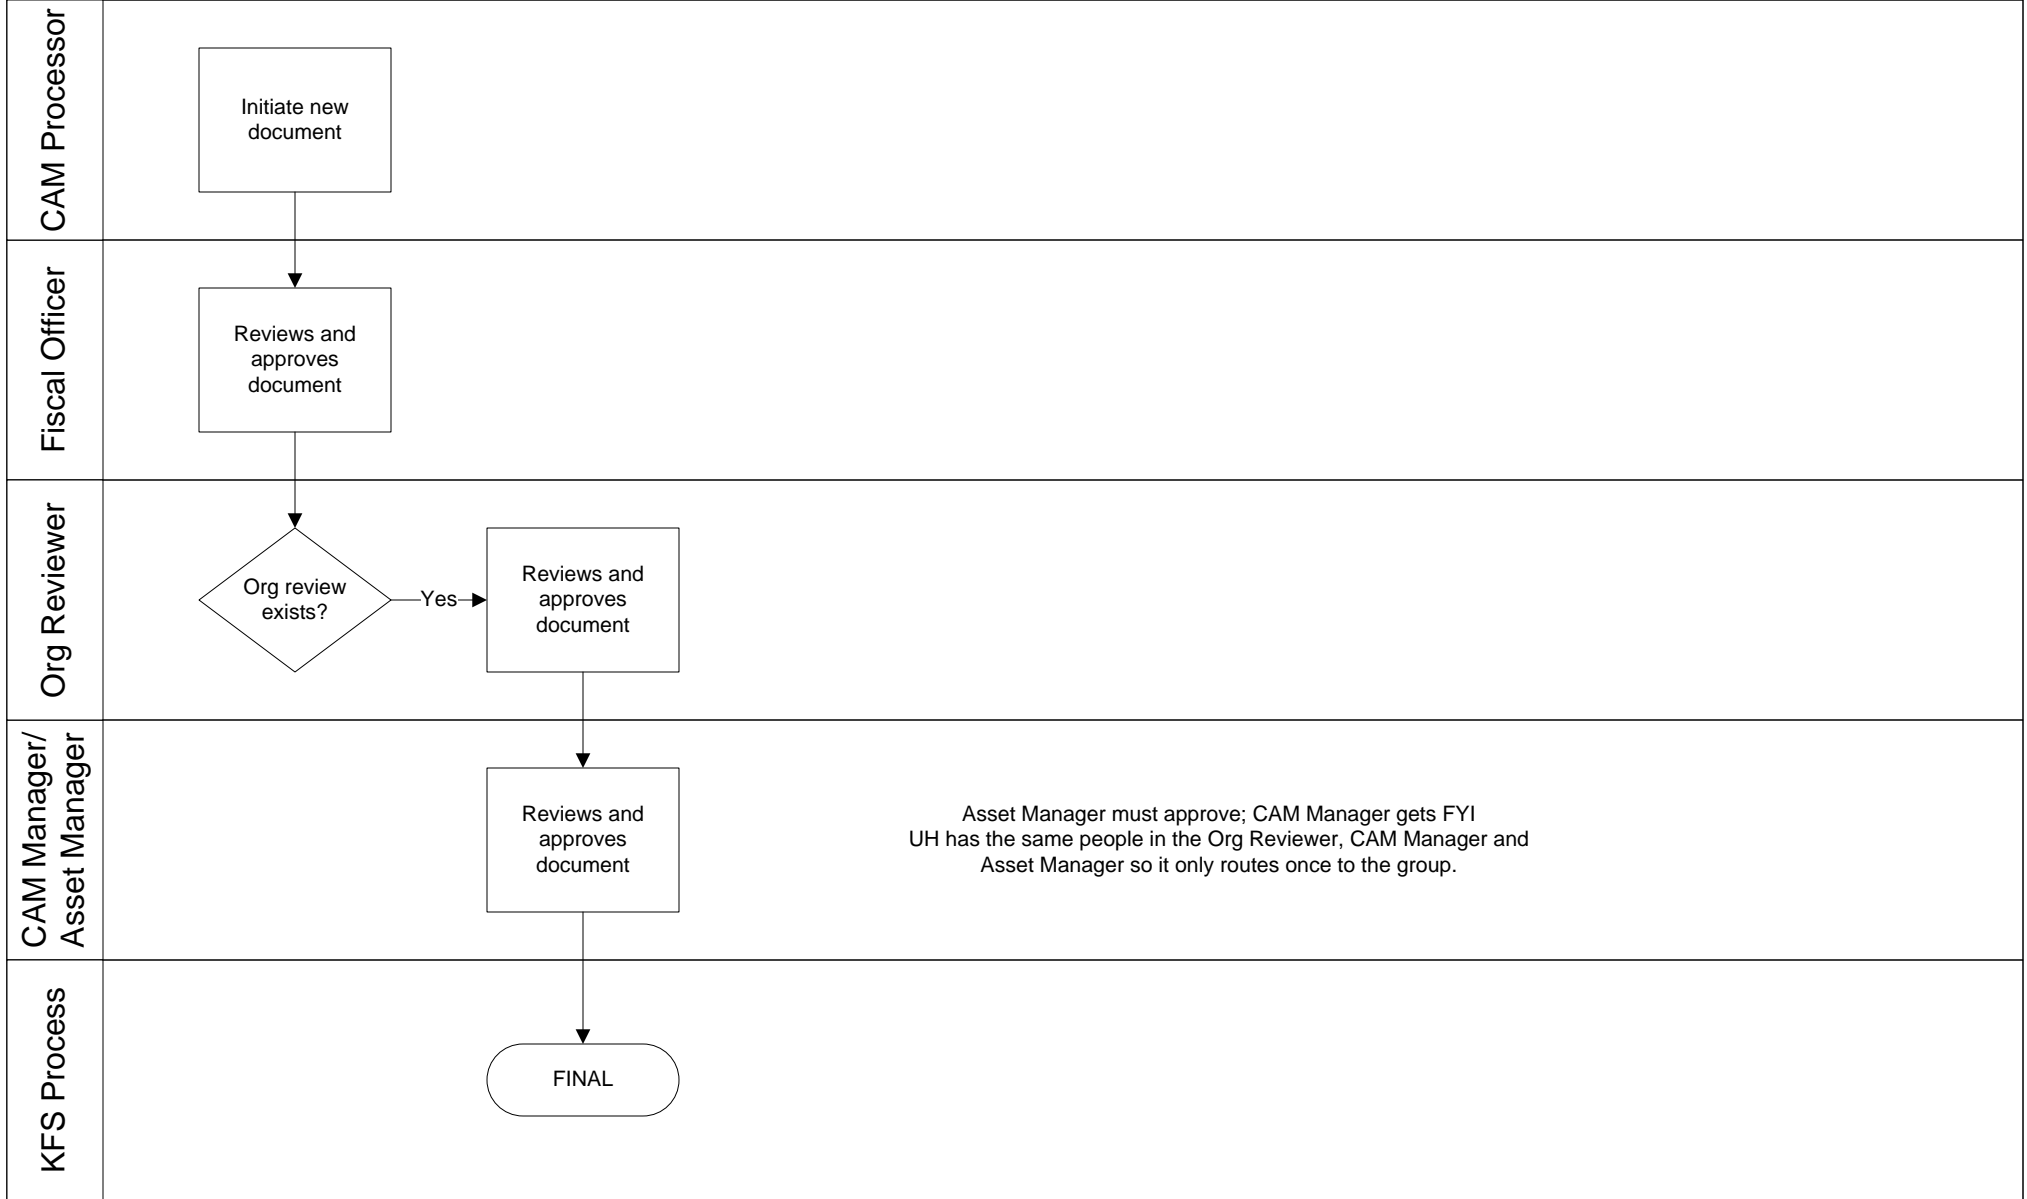 CAM Processor
Initiate new
document
Fiscal Officer
Reviews and
approves
document
Org Reviewer
Org review
exists?
Yes
Reviews and
approves
document
CAM Manager/
Asset Manager
Reviews and
approves
document
Asset Manager must approve; CAM Manager gets FYI
UH has the same people in the Org Reviewer, CAM Manager and
Asset Manager so it only routes once to the group.
KFS Process
FINAL